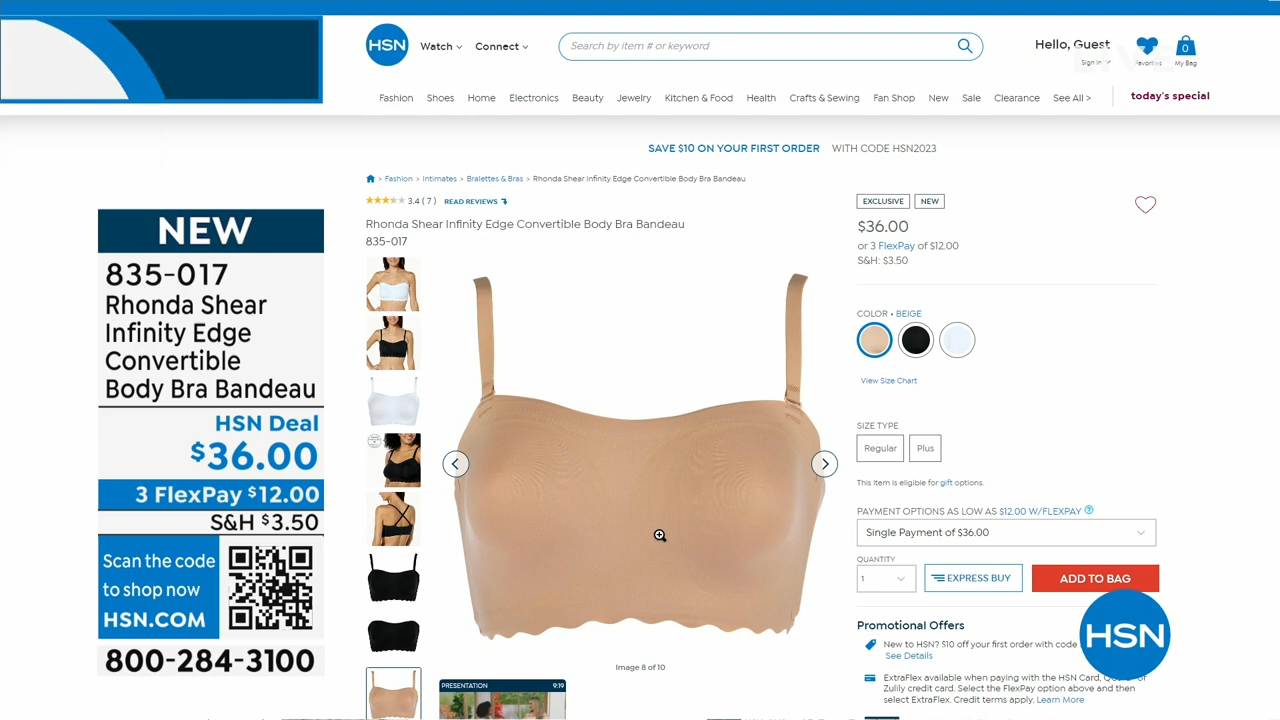 HSN
Watch
Connect
Search by item # or keyword
Hello, Guest
Sign In
Favorites
0
My Bag
Fashion
Shoes
Home
Electronics
Beauty
Jewelry
Kitchen & Food
Health
Crafts & Sewing
Fan Shop
New
Sale
Clearance
See All >
today's special
SAVE $10 ON YOUR FIRST ORDER WITH CODE HSN2023
> Fashion > Intimates > Bralettes & Bras > Rhonda Shear Infinity Edge Convertible Body Bra Bandeau
3.4 ( 7 ) READ REVIEWS
Rhonda Shear Infinity Edge Convertible Body Bra Bandeau
835-017
NEW
835-017
Rhonda Shear
Infinity Edge
Convertible
Body Bra Bandeau
HSN Deal
$36.00
3 FlexPay $12.00
S&H $3.50
Scan the code
to shop now
HSN.COM
800-284-3100
Image 8 of 10
PRESENTATION 9:19
EXCLUSIVE
NEW
$36.00
or 3 FlexPay of $12.00
S&H: $3.50
COLOR • BEIGE
View Size Chart
SIZE TYPE
Regular
Plus
This item is eligible for gift options.
PAYMENT OPTIONS AS LOW AS $12.00 W/FLEXPAY
Single Payment of $36.00
QUANTITY
1
EXPRESS BUY
ADD TO BAG
Promotional Offers
New to HSN? $10 off your first order with code
See Details
ExtraFlex available when paying with the HSN Card, or
Zulily credit card. Select the FlexPay option above and then
select ExtraFlex. Credit terms apply. Learn More
HSN